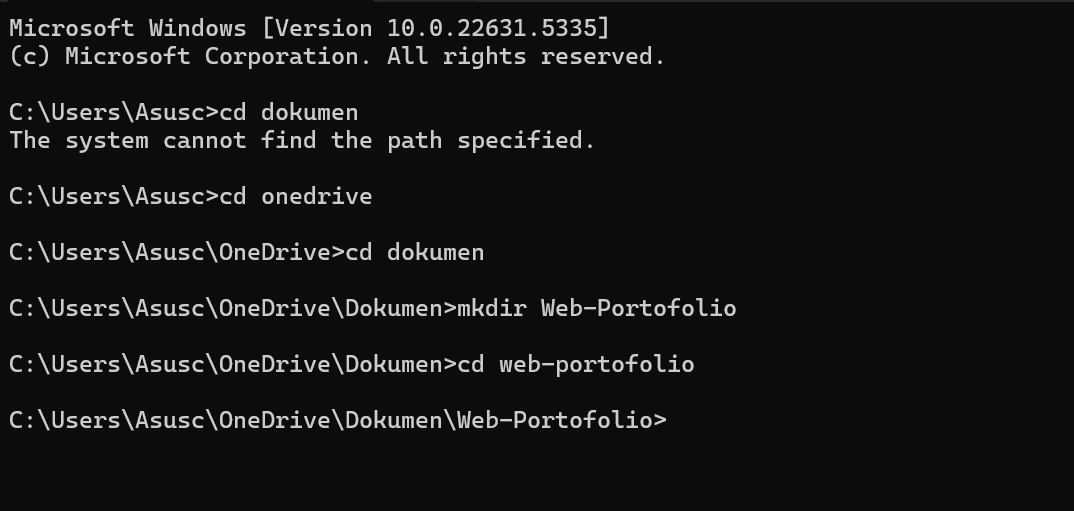 Microsoft Windows [Version 10.0.22631.5335]
(c) Microsoft Corporation. All rights reserved.
C:\Users\Asusc>cd dokumen
The system cannot find the path specified.
C:\Users\Asusc>cd onedrive
C:\Users\Asusc\OneDrive>cd dokumen
C:\Users\Asusc\OneDrive\Dokumen>mkdir Web-Portofolio
C:\Users\Asusc\OneDrive\Dokumen>cd web-portofolio
C:\Users\Asusc\OneDrive\Dokumen\Web-Portofolio>